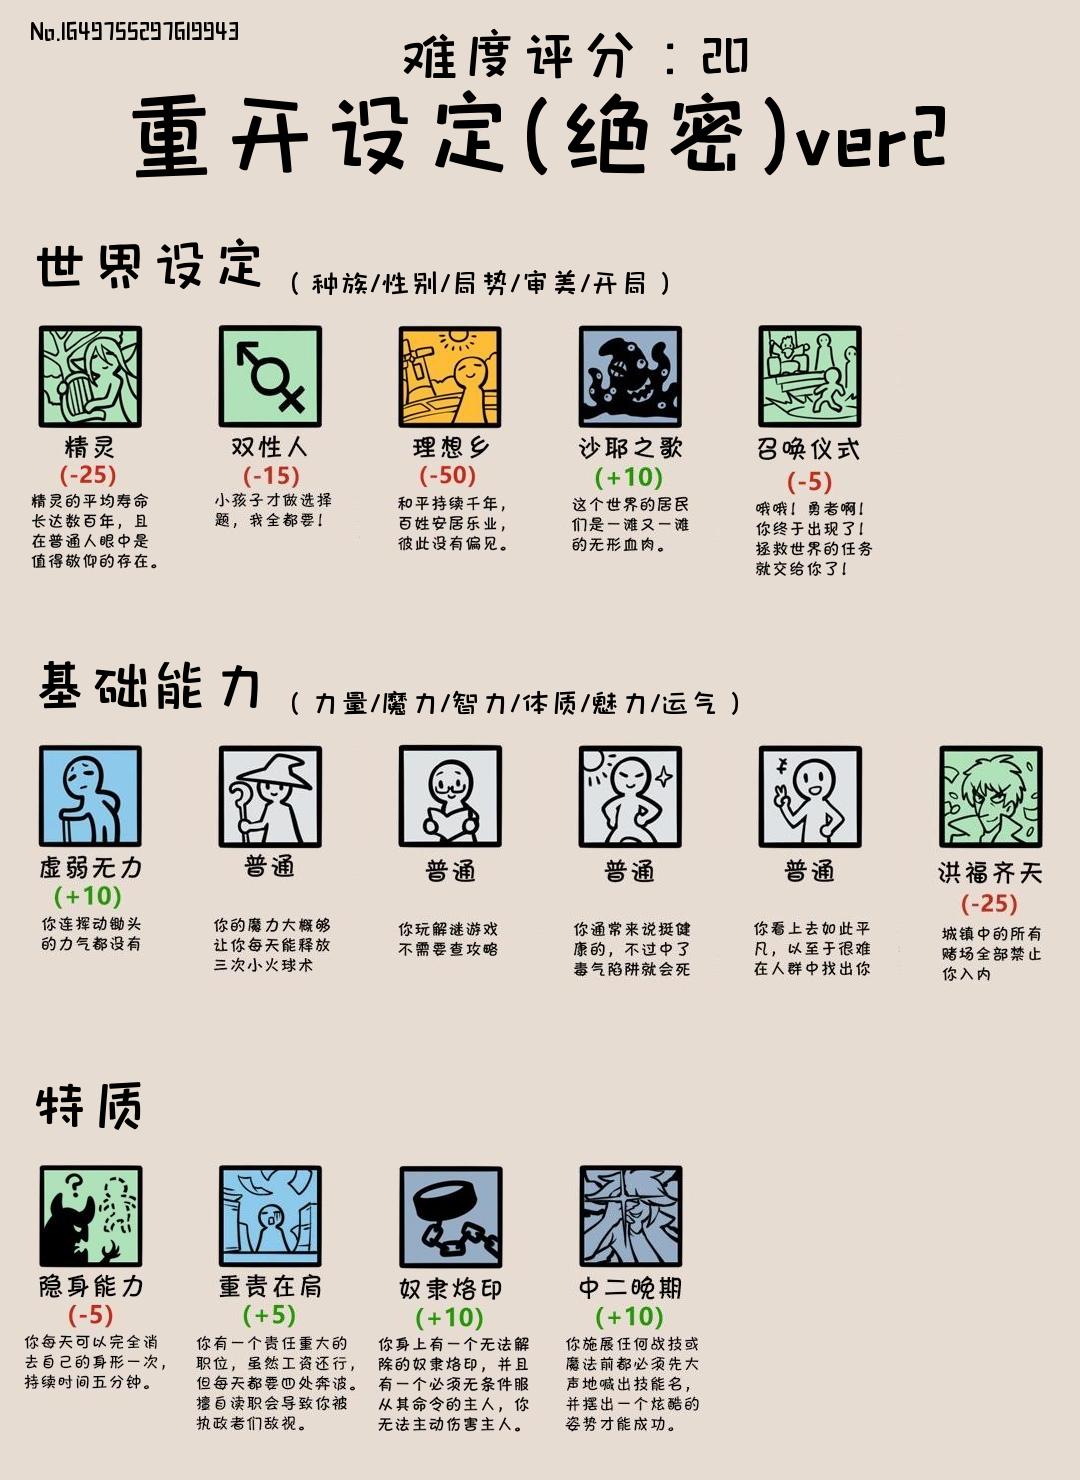 No.1649755297619943
难度评分：20
重开设定(绝密)ver2
世界设定（种族/性别/局势/审美/开局）
精灵
(-25)
精灵的平均寿命
长达数百年，且
在普通人眼中是
值得敬仰的存在。
双性人
(-15)
小孩子才做选择
题，我全都要！
理想乡
(-50)
和平持续千年，
百姓安居乐业，
彼此没有偏见。
沙耶之歌
(+10)
这个世界的居民
们是一滩又一滩
的无形血肉。
召唤仪式
(-5)
哦哦！勇者啊！
你终于出现了！
拯救世界的任务
就交给你了！
基础能力（力量/魔力/智力/体质/魅力/运气）
虚弱无力
(+10)
你连挥动锄头
的力气都没有
普通
你的魔力大概够
让你每天能释放
三次小火球术
普通
你玩解谜游戏
不需要查攻略
普通
你通常来说挺健
康的，不过中了
毒气陷阱就会死
普通
你看上去如此平
凡，以至于很难
在人群中找出你
洪福齐天
(-25)
城镇中的所有
赌场全部禁止
你入内
特质
隐身能力
(-5)
你每天可以完全消
去自己的身形一次，
持续时间五分钟。
重责在肩
(+5)
你有一个责任重大的
职位，虽然工资还行，
但每天都要四处奔波。
擅自渎职会导致你被
执政者们敌视。
奴隶烙印
(+10)
你身上有一个无法解
除的奴隶烙印，并且
有一个必须无条件服
从其命令的主人，你
无法主动伤害主人。
中二晚期
(+10)
你施展任何战技或
魔法前都必须先大
声地喊出技能名，
并摆出一个炫酷的
姿势才能成功。